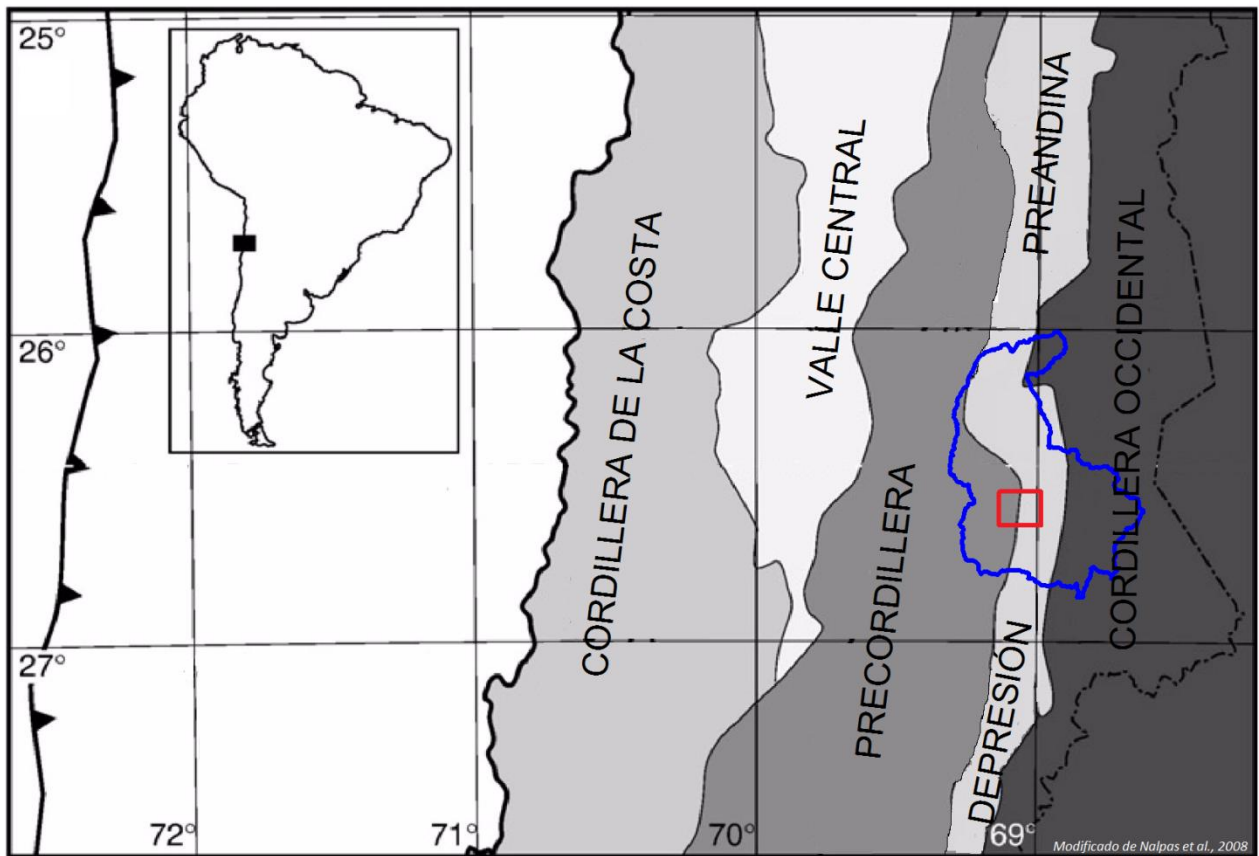 25°
26°
27°
72°
71°
70°
69°
CORDILLERA DE LA COSTA
VALLE CENTRAL
PRECORDILLERA
DEPRESIÓN
PREANDINA
CORDILLERA OCCIDENTAL
Modificado de Nalpas et al., 2008